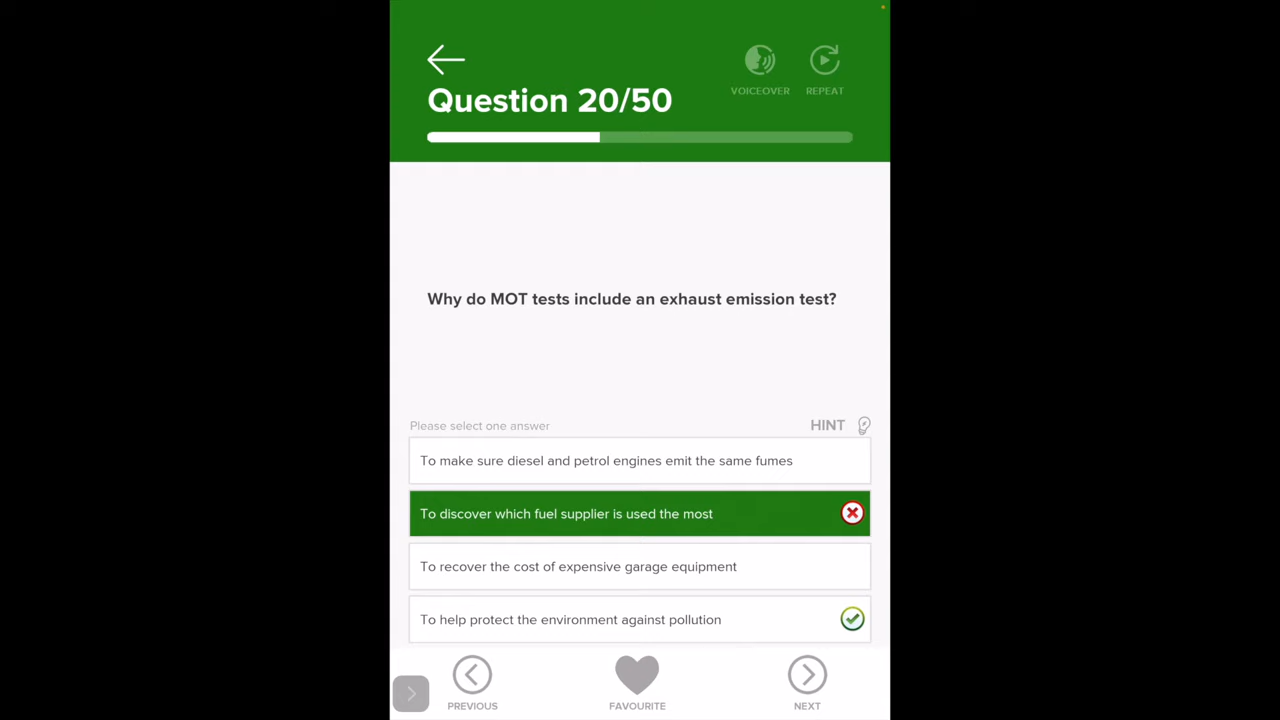 VOICEOVER REPEAT
Question 20/50
Why do MOT tests include an exhaust emission test?
Please select one answer HINT
To make sure diesel and petrol engines emit the same fumes
To discover which fuel supplier is used the most
To recover the cost of expensive garage equipment
To help protect the environment against pollution
PREVIOUS FAVOURITE NEXT